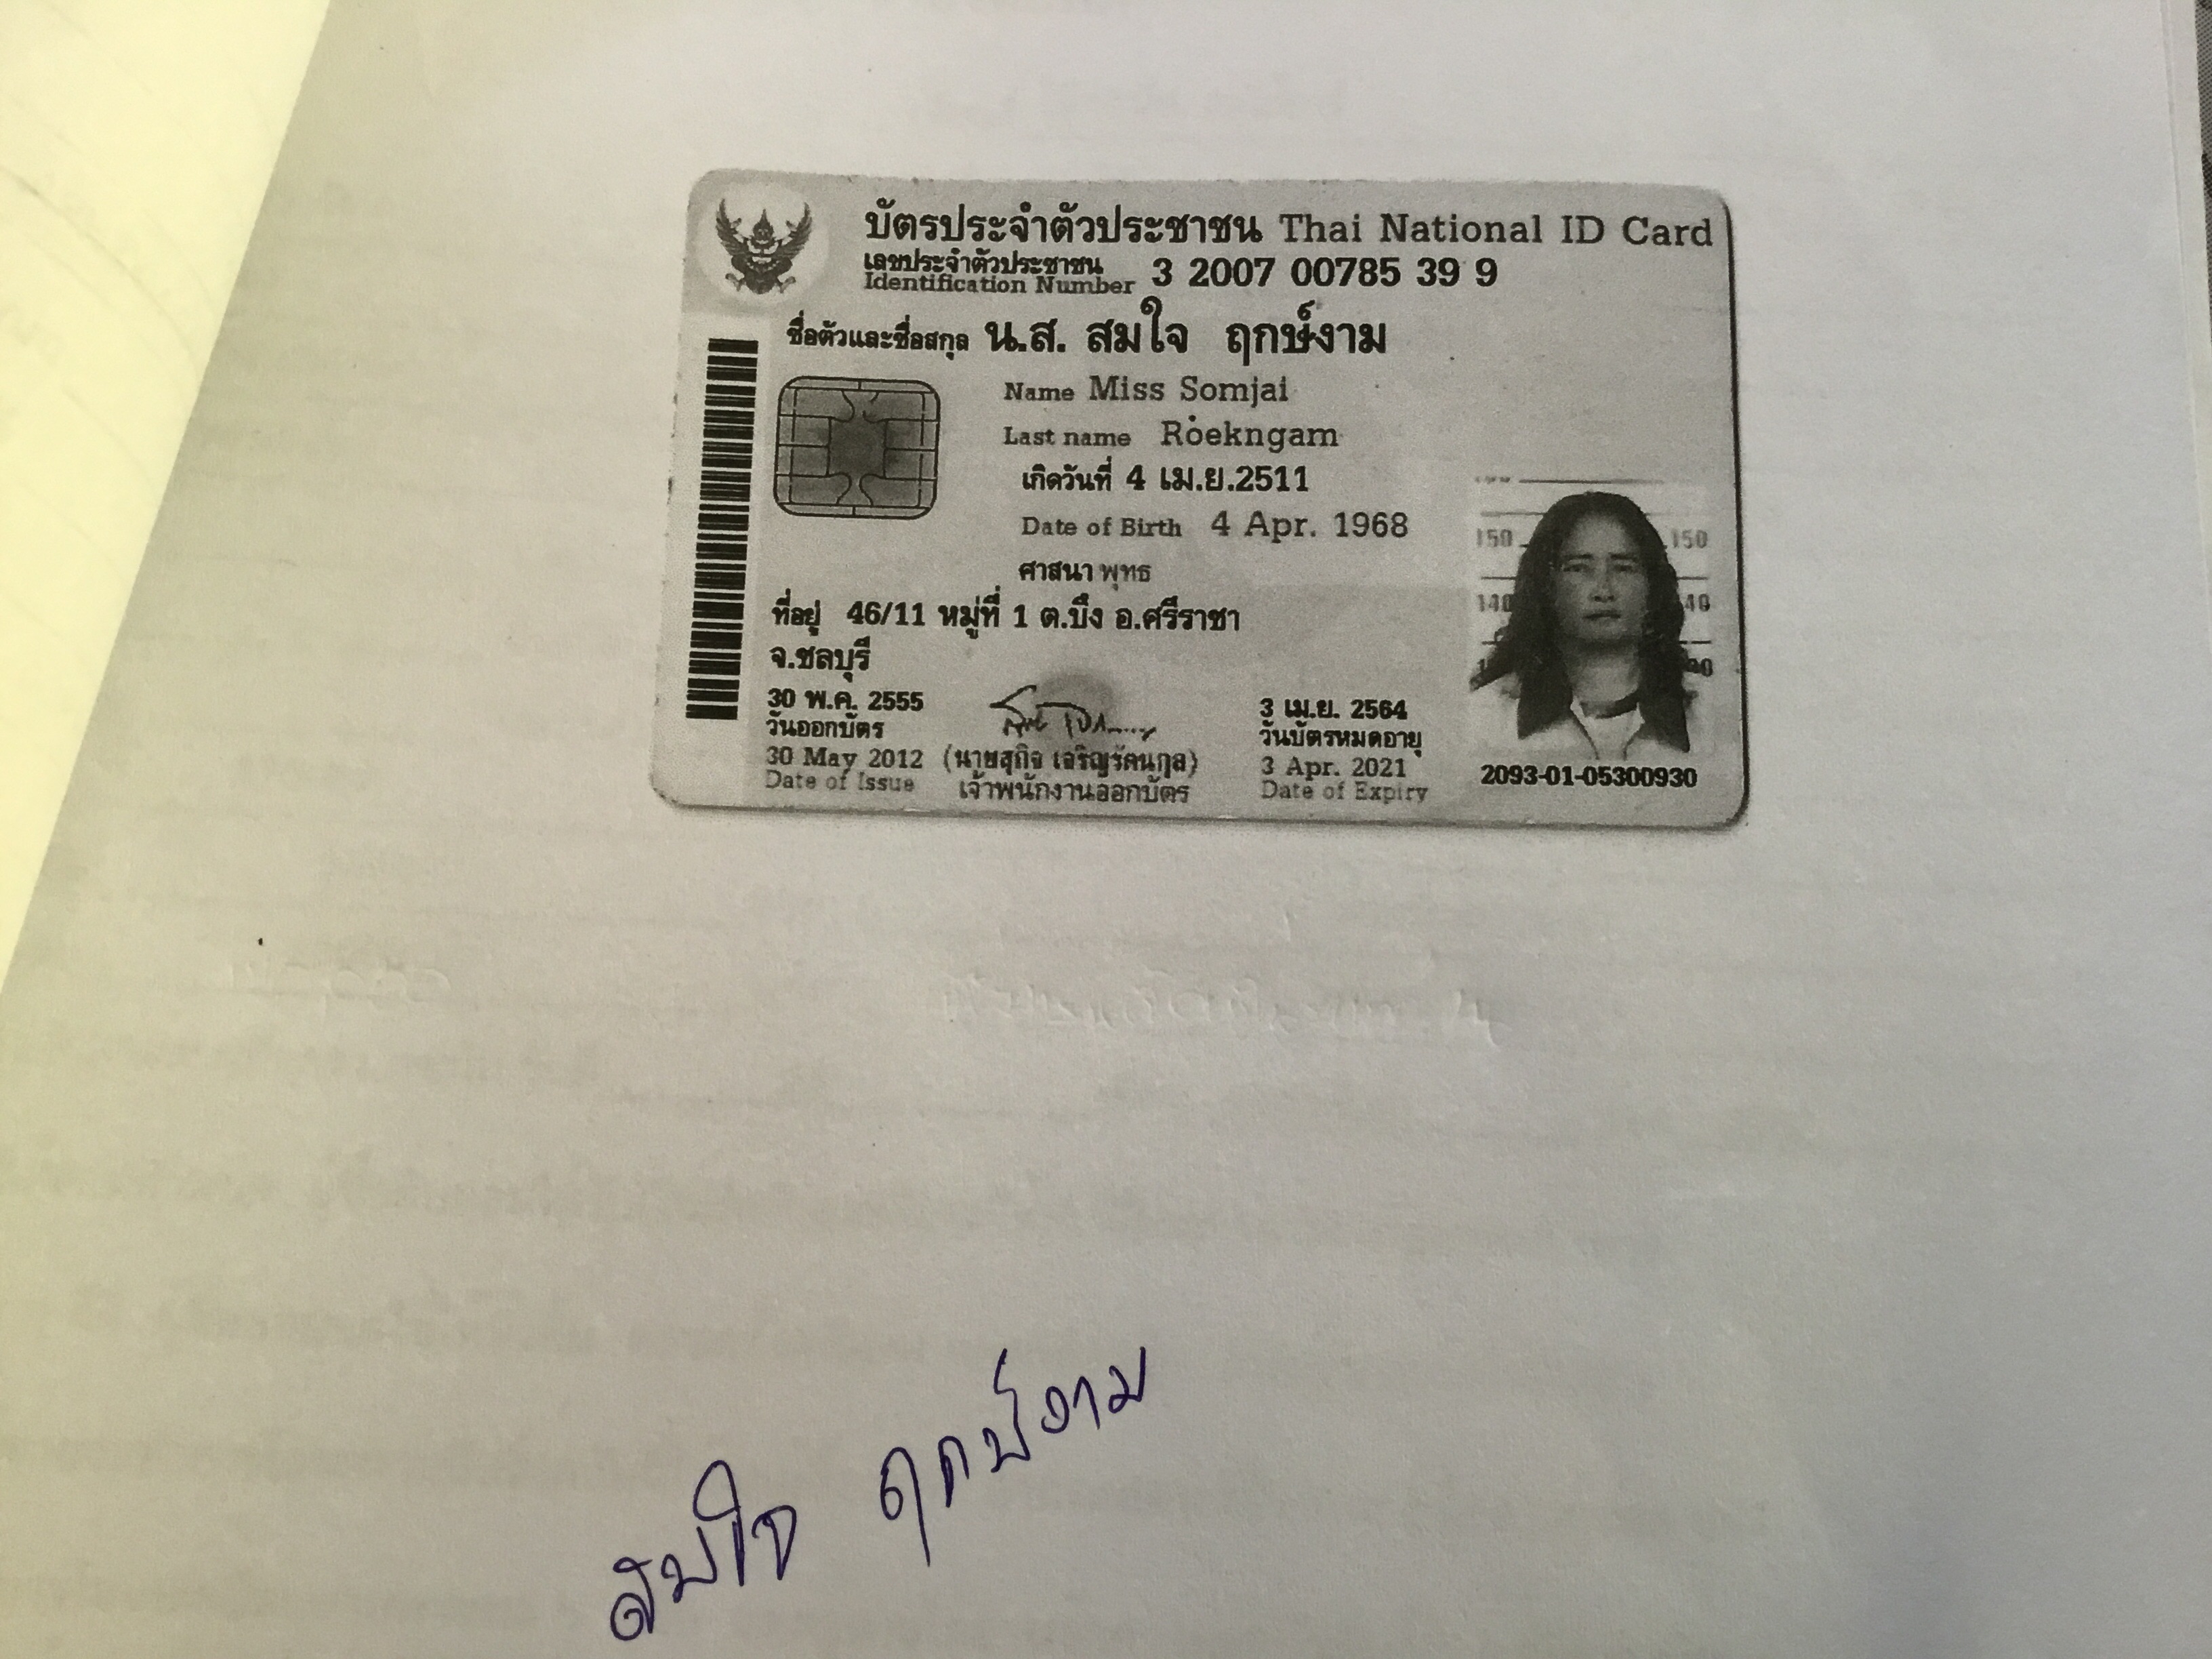 บัตรประจำตัวประชาชน Thai National ID Card
เลขประจำตัวประชาชน
Identification Number 3 2007 00785 39 9
ชื่อตัวและชื่อสกุล น.ส. สมใจ ฤกษ์งาม
Name Miss Somjai
Last name Roekngam
เกิดวันที่ 4 เม.ย.2511
Date of Birth 4 Apr. 1968
ศาสนา พุทธ
ที่อยู่ 46/11 หมู่ที่ 1 ต.บึง อ.ศรีราชา
จ.ชลบุรี
30 พ.ค. 2555
วันออกบัตร
30 May 2012
Date of Issue
(นายสุกิจ เจริญรัตนกุล)
เจ้าพนักงานออกบัตร
3 เม.ย. 2564
วันบัตรหมดอายุ
3 Apr. 2021
Date of Expiry
150 150
140 40
2093-01-05300930
สมใจ ฤกษ์งาม